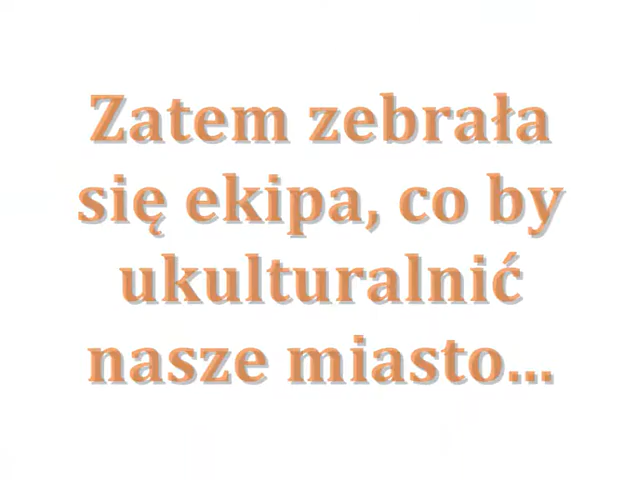 Zatem zebrała
się ekipa, co by
ukulturalnić
nasze miasto...